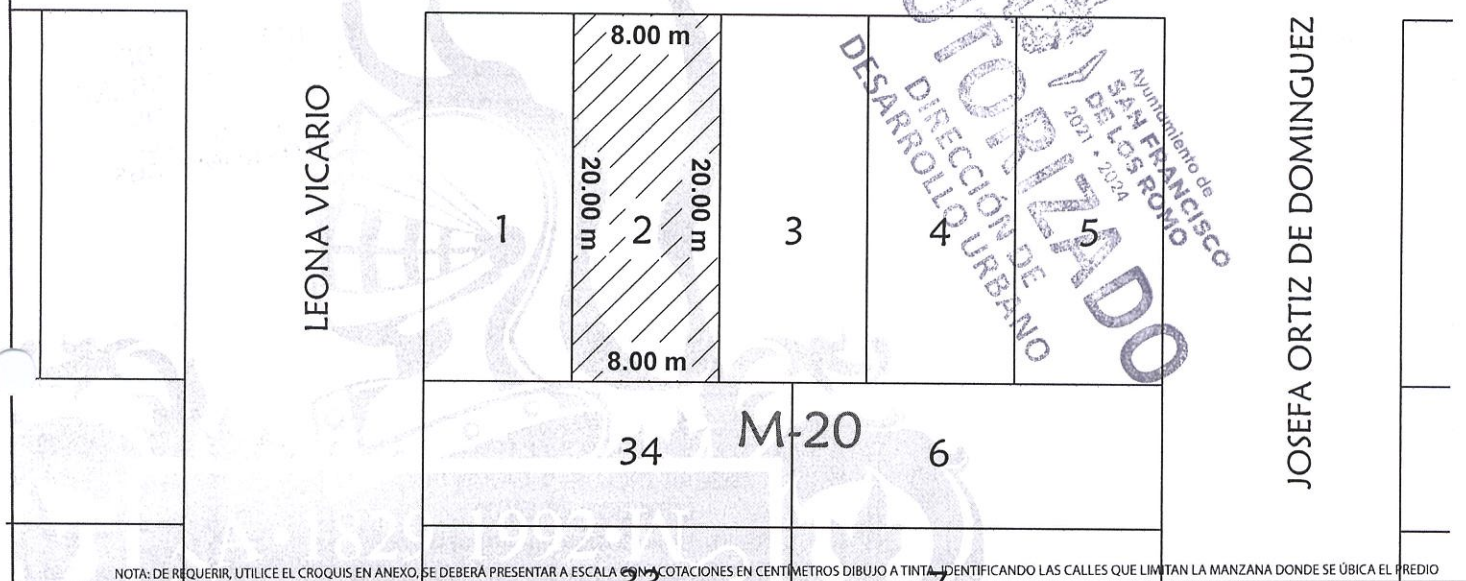 8.00 m
LEONA VICARIO
20.00 m
20.00 m
1
2
3
4
5
8.00 m
AUTORIZADO
DIRECCIÓN DE
DESARROLLO URBANO
Ayuntamiento de
SAN FRANCISCO
DE LOS ROMO
2021 • 2024
JOSEFA ORTIZ DE DOMINGUEZ
M-20
34
6
33
7
NOTA: DE REQUERIR, UTILICE EL CROQUIS EN ANEXO, SE DEBERÁ PRESENTAR A ESCALA CON ACOTACIONES EN CENTÍMETROS DIBUJO A TINTA, IDENTIFICANDO LAS CALLES QUE LIMITAN LA MANZANA DONDE SE ÚBICA EL PREDIO